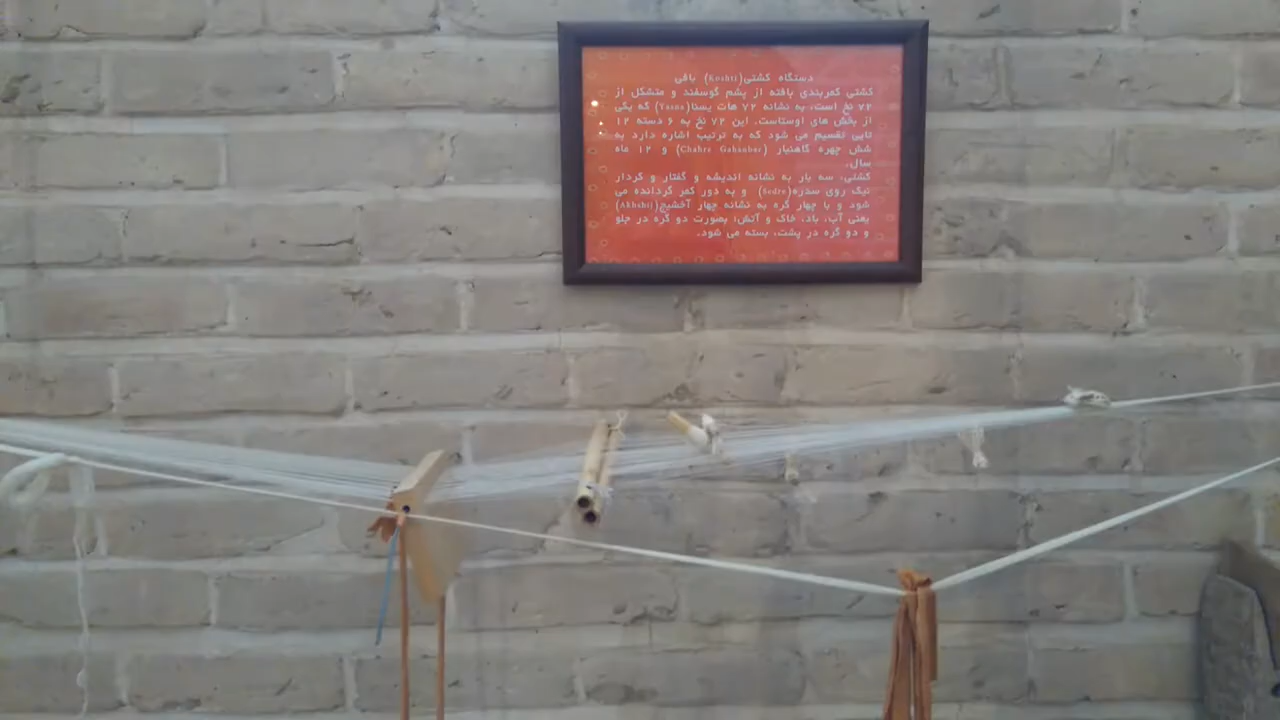 دستگاه کشتی(Koshti) بافی
کشتی کمربندی بافته از پشم گوسفند و متشکل از
۷۲ نخ است، به نشانه ۷۲ هات یسنا(Yasna) که یکی
از بخش های اوستاست. این ۷۲ نخ به ۶ دسته ۱۲
تایی تقسیم می شود که به ترتیب اشاره دارد به
شش چهره گاهنبار (Chahre Gahanbar) و ۱۲ ماه
سال.
کشتی، سه بار به نشانه اندیشه و گفتار و کردار
نیک روی سدره(Sedre) و به دور کمر گردانده می
شود و با چهار گره به نشانه چهار آخشیج(Akhshij)
یعنی آب، باد، خاک و آتش؛ بصورت دو گره در جلو
و دو گره در پشت، بسته می شود.